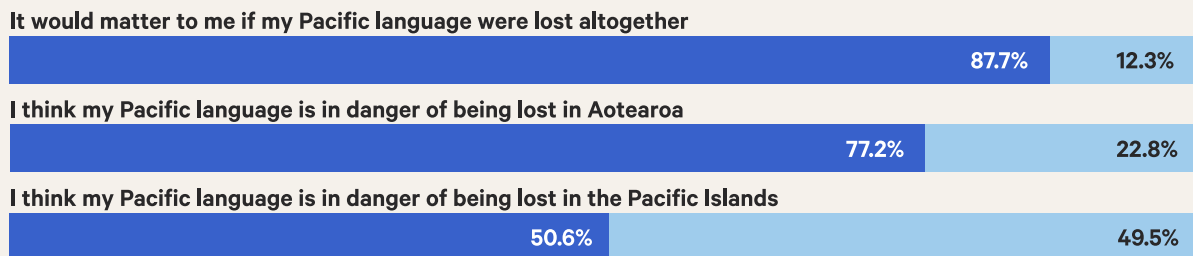 It would matter to me if my Pacific language were lost altogether
87.7% 12.3%
I think my Pacific language is in danger of being lost in Aotearoa
77.2% 22.8%
I think my Pacific language is in danger of being lost in the Pacific Islands
50.6% 49.5%